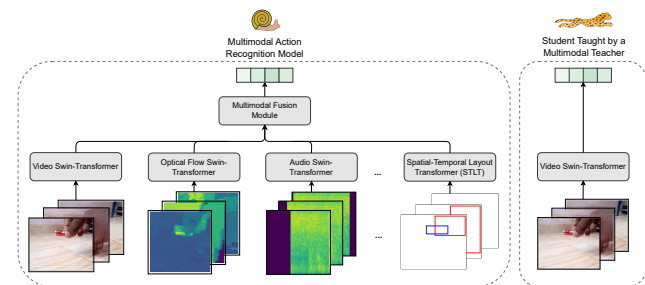 Multimodal Action
Recognition Model
Student Taught by a
Multimodal Teacher
Multimodal Fusion
Module
Video Swin-Transformer
Optical Flow Swin-
Transformer
Audio Swin-
Transformer
...
Spatial-Temporal Layout
Transformer (STLT)
Video Swin-Transformer
...